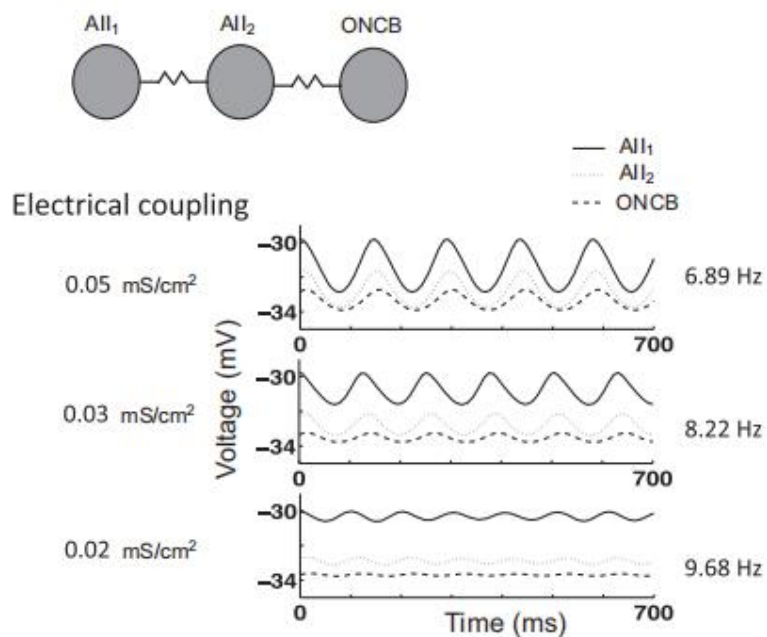 AII₁ AII₂ ONCB
AII₁
AII₂
ONCB
Electrical coupling
Voltage (mV)
0.05 mS/cm² –30 6.89 Hz
–34
0 700
0.03 mS/cm² –30 8.22 Hz
–34
0 700
0.02 mS/cm² –30 9.68 Hz
–34
0 Time (ms) 700